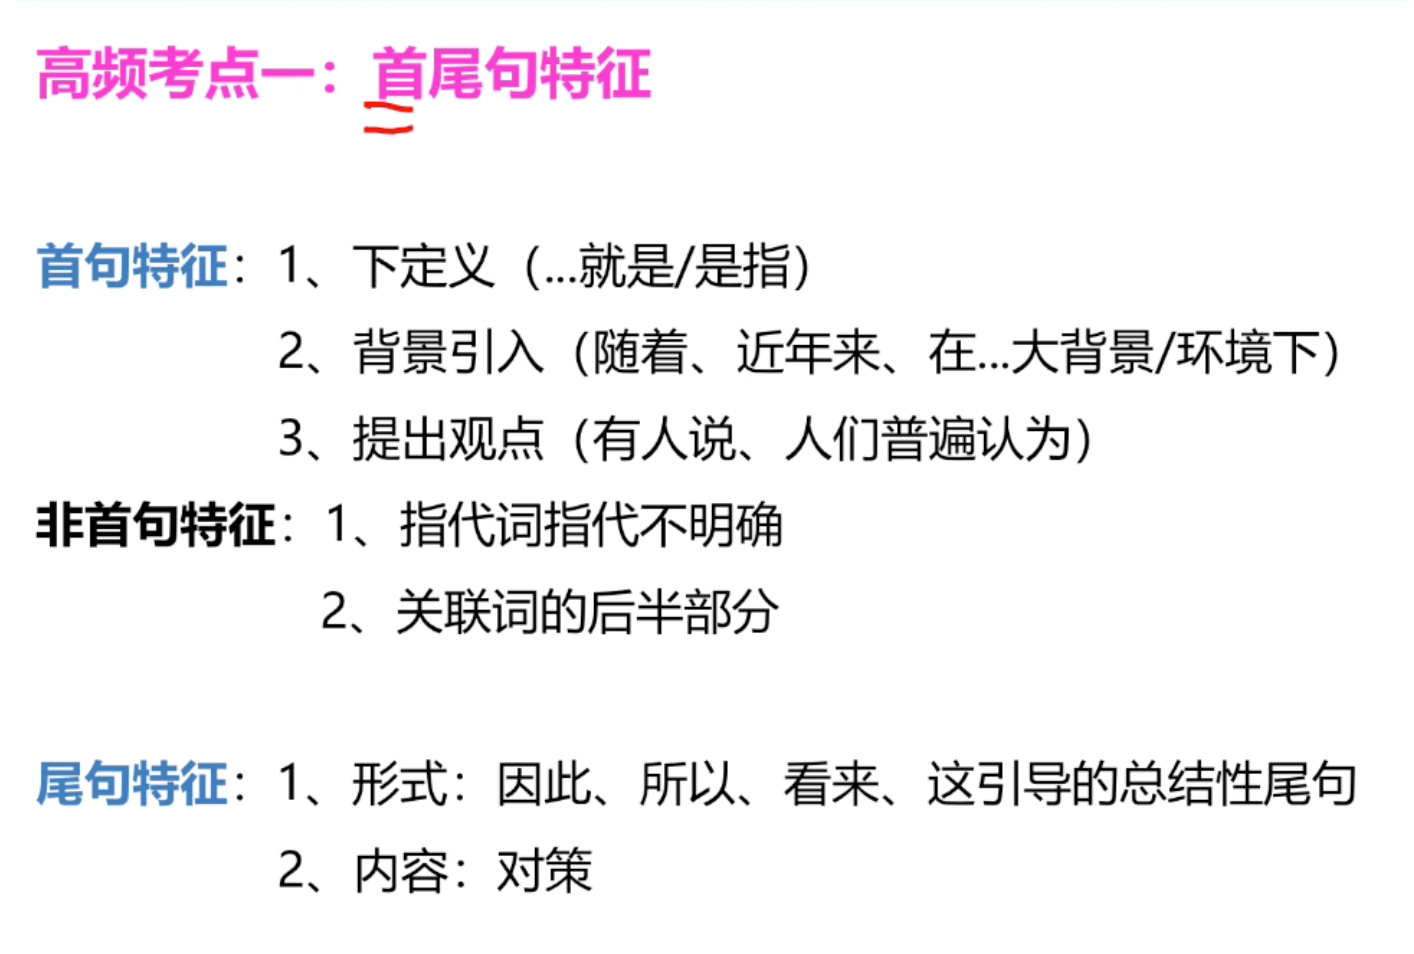 高频考点一：首尾句特征
首句特征：1、下定义（...就是/是指）
2、背景引入（随着、近年来、在...大背景/环境下）
3、提出观点（有人说、人们普遍认为）
非首句特征：1、指代词指代不明确
2、关联词的后半部分
尾句特征：1、形式：因此、所以、看来、这引导的总结性尾句
2、内容：对策